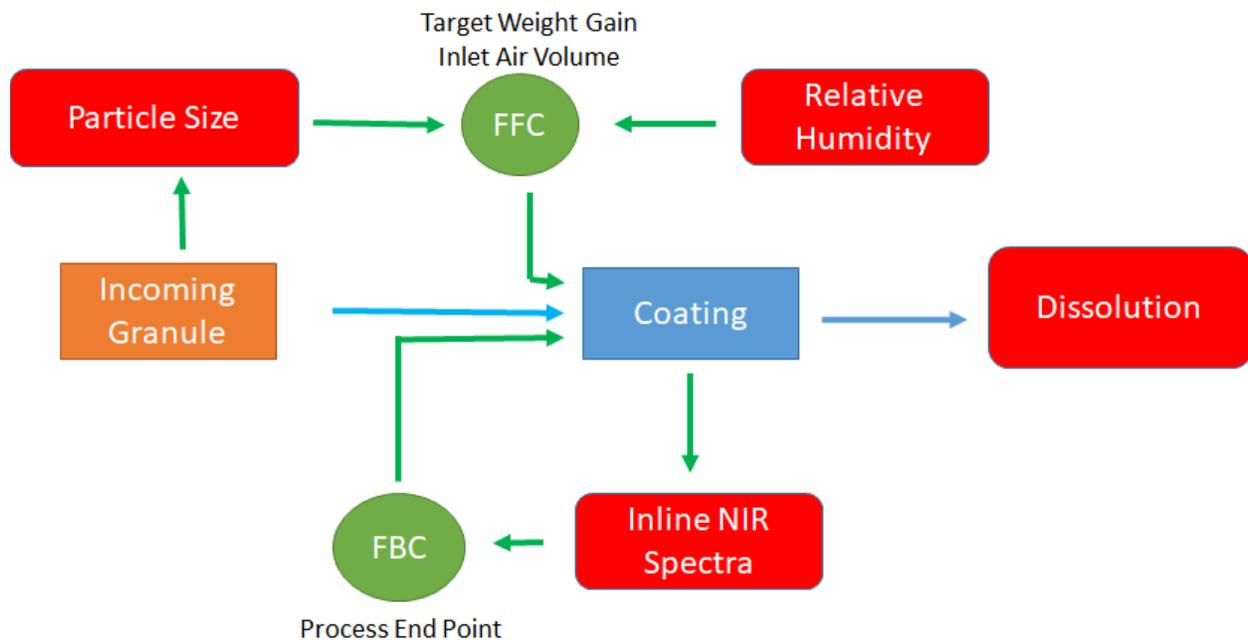 Target Weight Gain
Inlet Air Volume
Particle Size
FFC
Relative
Humidity
Incoming
Granule
Coating
Dissolution
FBC
Inline NIR
Spectra
Process End Point